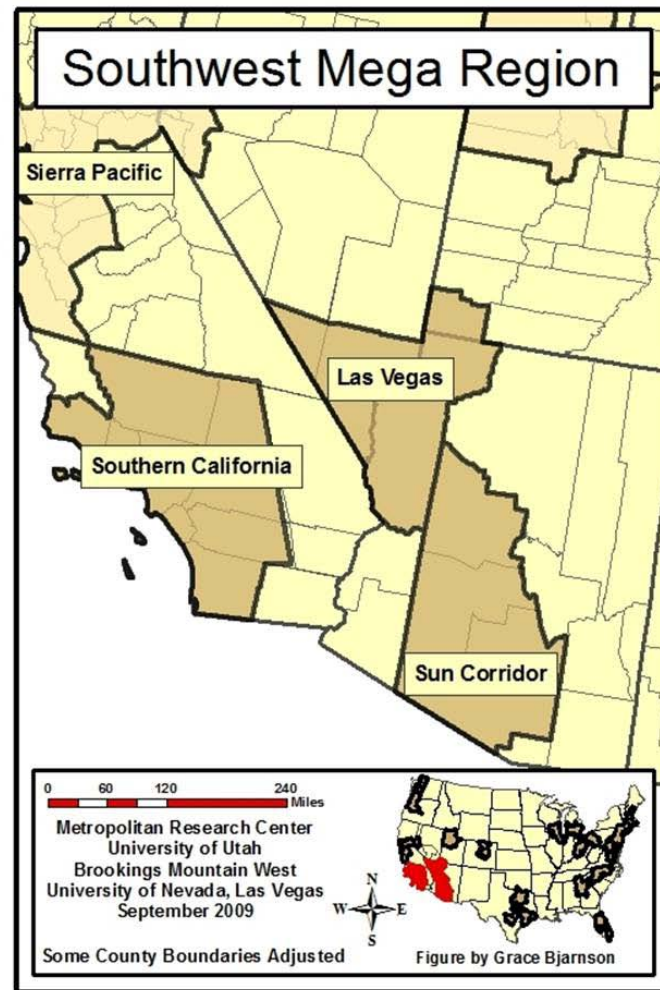 Southwest Mega Region
Sierra Pacific
Las Vegas
Southern California
Sun Corridor
0 60 120 240
Miles
Metropolitan Research Center
University of Utah
Brookings Mountain West
University of Nevada, Las Vegas
September 2009
Some County Boundaries Adjusted
N
W E
S
Figure by Grace Bjarnson